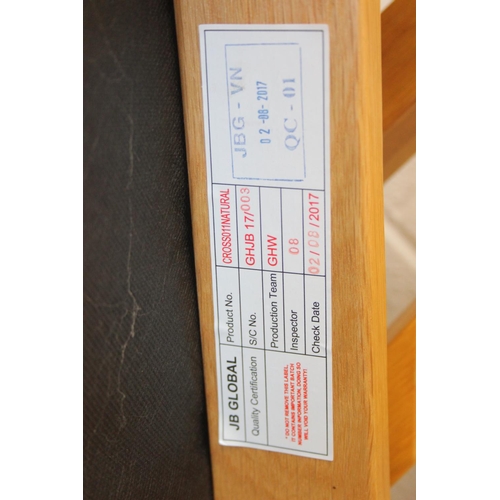 JB GLOBAL
Quality Certification
* DO NOT REMOVE THIS LABEL,
IT CONTAINS IMPORTANT BATCH
NUMBER INFORMATION, DOING SO
WILL VOID YOUR WARRANTY!
Product No. CROSS011NATURAL
S/C No. GHJB 17/003
Production Team GHW
Inspector 08
Check Date 02/08/2017
JBG - VN
02-08-2017
QC - 01